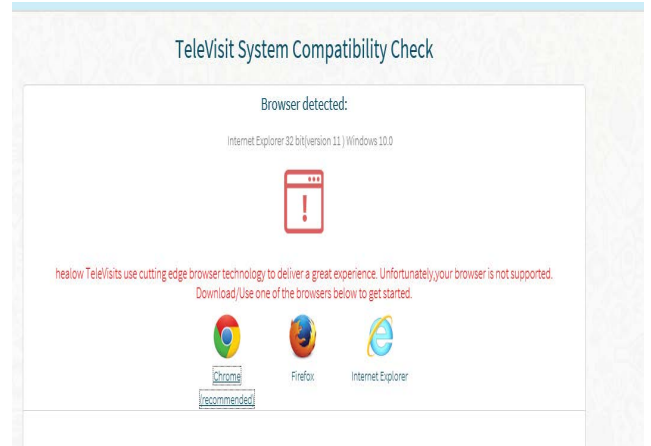 TeleVisit System Compatibility Check
Browser detected:
Internet Explorer 32 bit(version 11 ) Windows 10.0
healow TeleVisits use cutting edge browser technology to deliver a great experience. Unfortunately,your browser is not supported.
Download/Use one of the browsers below to get started.
Chrome
(recommended)
Firefox
Internet Explorer